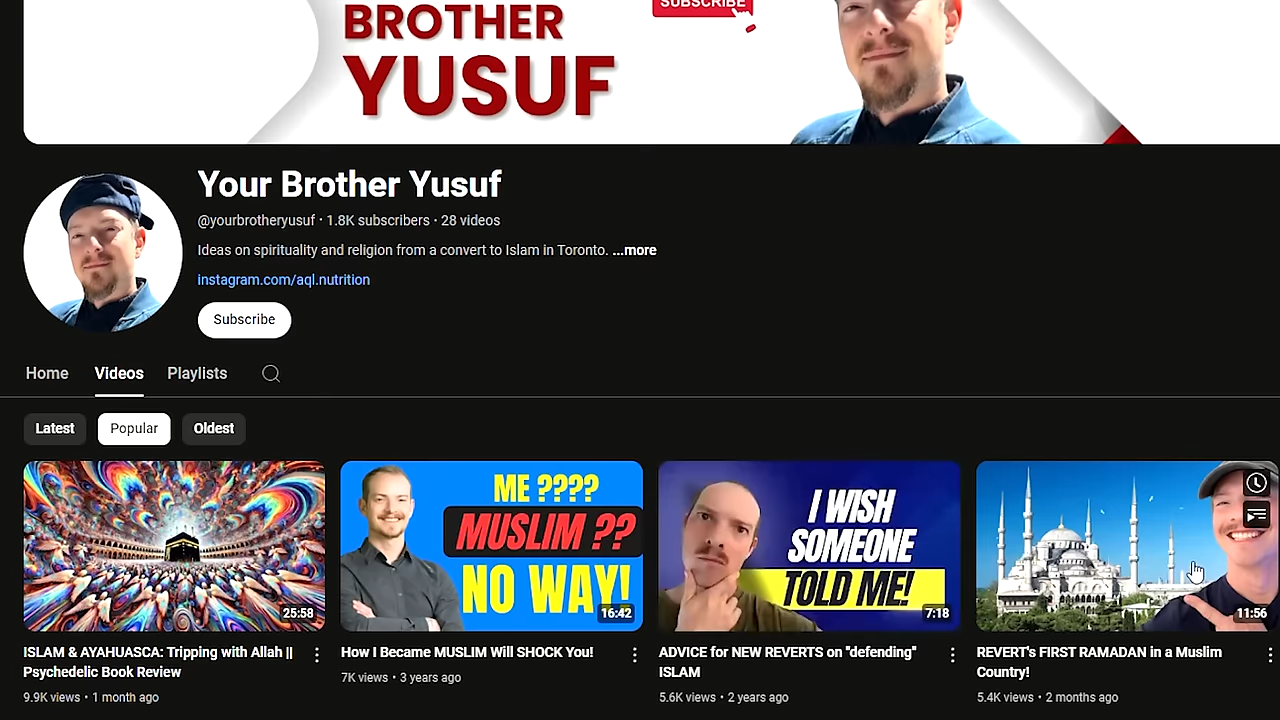 SUBSCRIBE
BROTHER
YUSUF
Your Brother Yusuf
@yourbrotheryusuf • 1.8K subscribers • 28 videos
Ideas on spirituality and religion from a convert to Islam in Toronto. ...more
instagram.com/aql.nutrition
Subscribe
Home Videos Playlists
Latest Popular Oldest
25:58
ME ????
MUSLIM ??
NO WAY!
16:42
I WISH
SOMEONE
TOLD ME!
7:18
11:56
ISLAM & AYAHUASCA: Tripping with Allah ||
Psychedelic Book Review
9.9K views • 1 month ago
How I Became MUSLIM Will SHOCK You!
7K views • 3 years ago
ADVICE for NEW REVERTS on "defending"
ISLAM
5.6K views • 2 years ago
REVERT's FIRST RAMADAN in a Muslim
Country!
5.4K views • 2 months ago